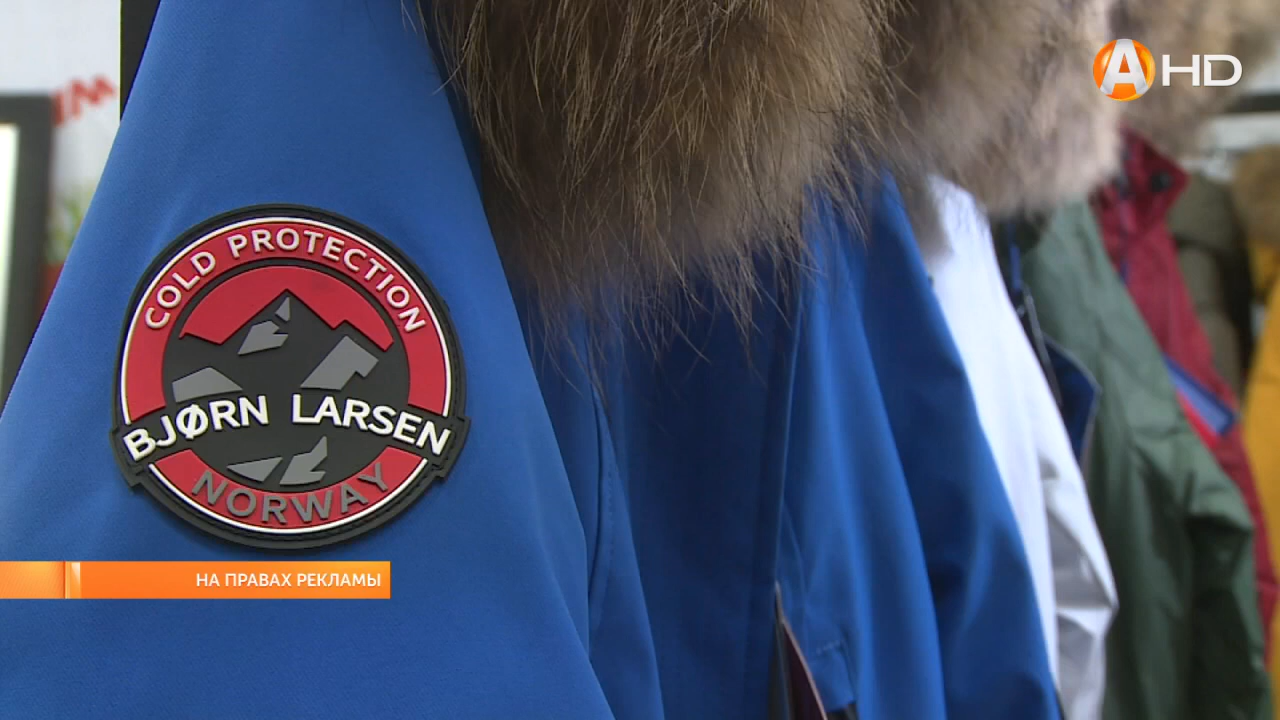 A HD
COLD PROTECTION
BJØRN LARSEN
NORWAY
НА ПРАВАХ РЕКЛАМЫ